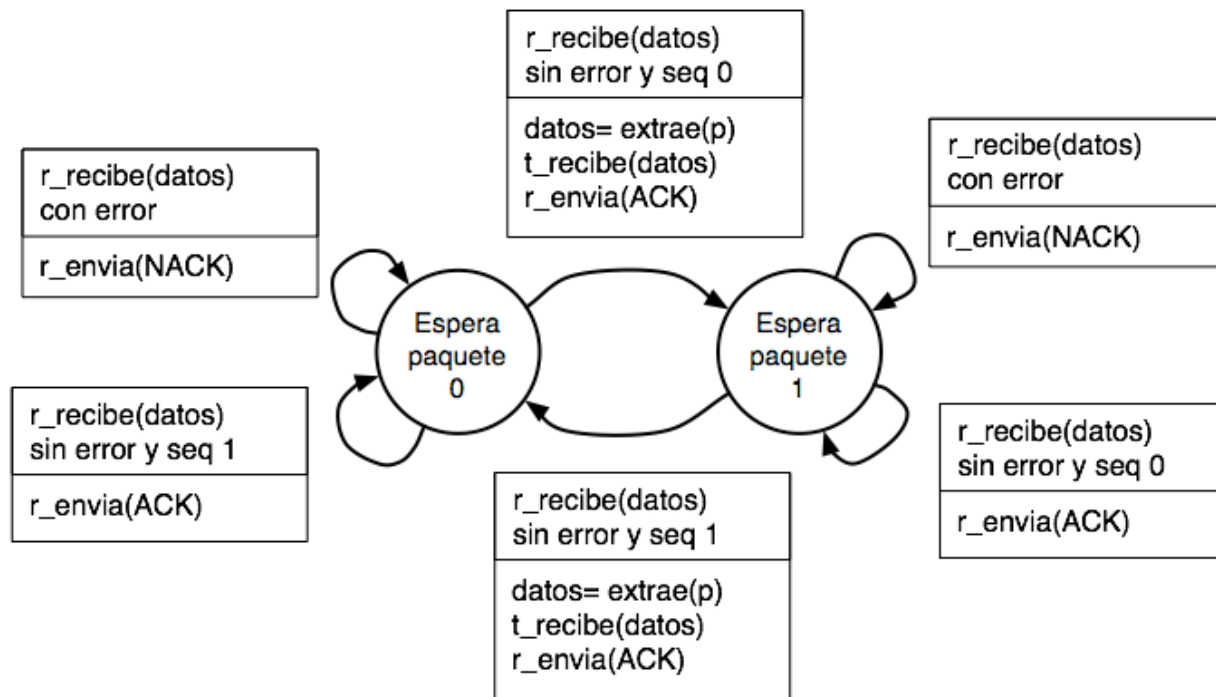 r_recibe(datos)
sin error y seq 0
datos= extrae(p)
t_recibe(datos)
r_envia(ACK)
r_recibe(datos)
con error
r_envia(NACK)
r_recibe(datos)
con error
r_envia(NACK)
Espera
paquete
0
Espera
paquete
1
r_recibe(datos)
sin error y seq 1
r_envia(ACK)
r_recibe(datos)
sin error y seq 0
r_envia(ACK)
r_recibe(datos)
sin error y seq 1
datos= extrae(p)
t_recibe(datos)
r_envia(ACK)